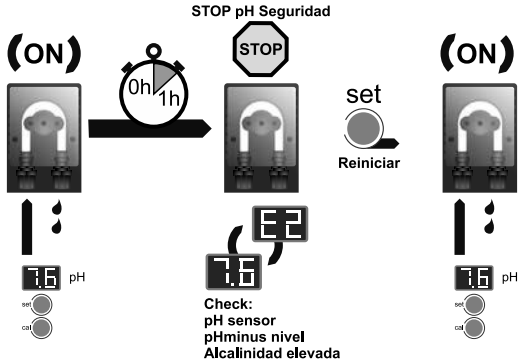 STOP pH Seguridad
(ON)
STOP
(ON)
0h
1h
set
Reiniciar
E2
7.6 pH
7.6
7.6 pH
set
set
cal
cal
Check:
pH sensor
pHminus nivel
Alcalinidad elevada